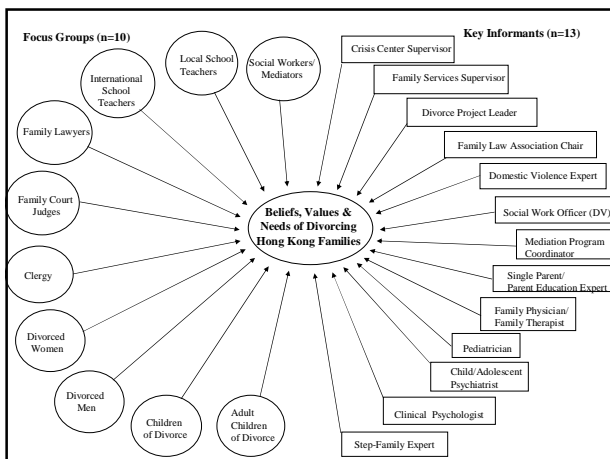 Focus Groups (n=10)
Key Informants (n=13)
Social Workers/
Mediators
Local School
Teachers
International
School
Teachers
Family Lawyers
Family Court
Judges
Clergy
Divorced
Women
Divorced
Men
Children
of Divorce
Adult
Children
of Divorce
Beliefs, Values &
Needs of Divorcing
Hong Kong Families
Crisis Center Supervisor
Family Services Supervisor
Divorce Project Leader
Family Law Association Chair
Domestic Violence Expert
Social Work Officer (DV)
Mediation Program
Coordinator
Single Parent/
Parent Education Expert
Family Physician/
Family Therapist
Pediatrician
Child/Adolescent
Psychiatrist
Clinical Psychologist
Step-Family Expert